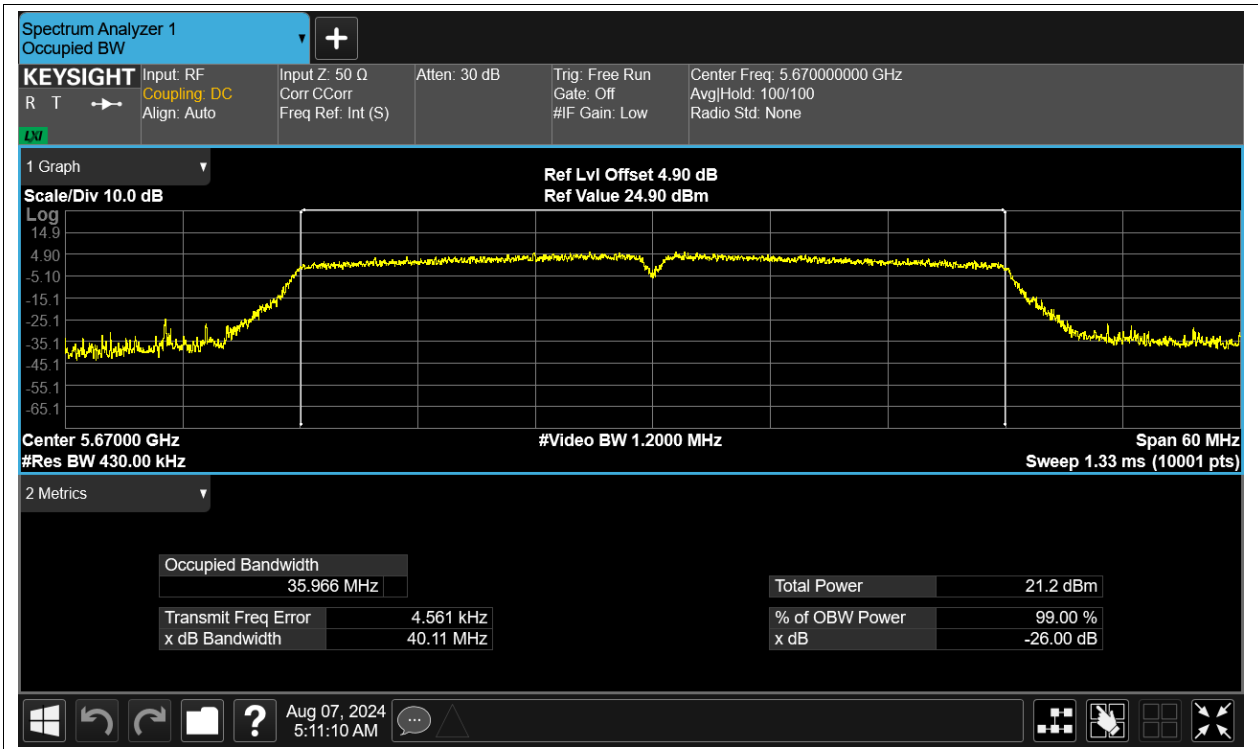 Spectrum Analyzer 1
Occupied BW
KEYSIGHT
R T
LXI
Input: RF
Coupling: DC
Align: Auto
Input Z: 50 Ω
Corr CCorr
Freq Ref: Int (S)
Atten: 30 dB
Trig: Free Run
Gate: Off
#IF Gain: Low
Center Freq: 5.670000000 GHz
Avg|Hold: 100/100
Radio Std: None
1 Graph
Ref Lvl Offset 4.90 dB
Scale/Div 10.0 dB
Ref Value 24.90 dBm
Log
14.9
4.90
-5.10
-15.1
-25.1
-35.1
-45.1
-55.1
-65.1
Center 5.67000 GHz
#Video BW 1.2000 MHz
Span 60 MHz
#Res BW 430.00 kHz
Sweep 1.33 ms (10001 pts)
2 Metrics
Occupied Bandwidth
35.966 MHz
Total Power 21.2 dBm
Transmit Freq Error 4.561 kHz
% of OBW Power 99.00 %
x dB Bandwidth 40.11 MHz
x dB -26.00 dB
?
Aug 07, 2024
5:11:10 AM